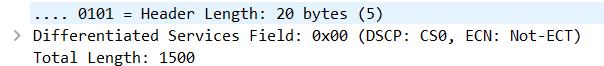 .... 0101 = Header Length: 20 bytes (5)
Differentiated Services Field: 0x00 (DSCP: CS0, ECN: Not-ECT)
Total Length: 1500